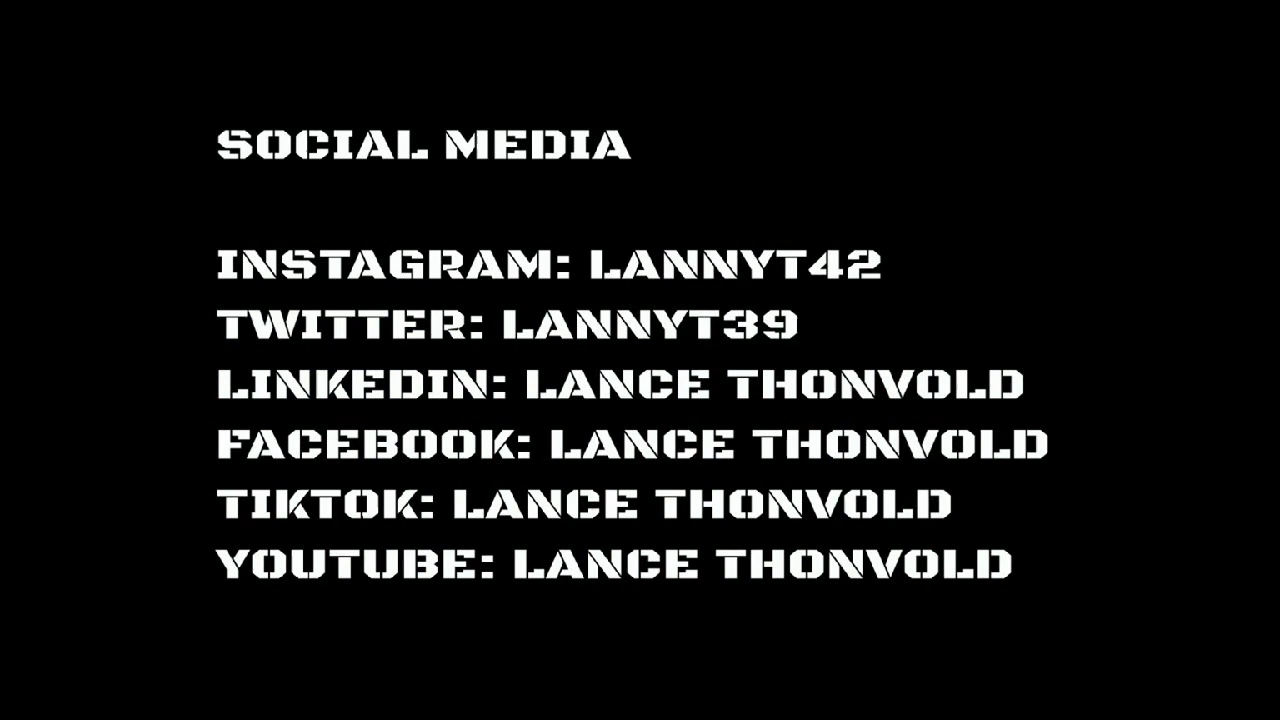 SOCIAL MEDIA
INSTAGRAM: LANNYT42
TWITTER: LANNYT39
LINKEDIN: LANCE THONVOLD
FACEBOOK: LANCE THONVOLD
TIKTOK: LANCE THONVOLD
YOUTUBE: LANCE THONVOLD